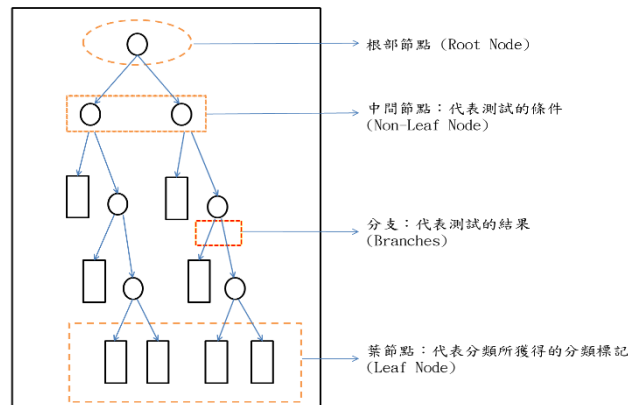 根部節點 (Root Node)
中間節點：代表測試的條件
(Non-Leaf Node)
分支：代表測試的結果
(Branches)
葉節點：代表分類所獲得的分類標記
(Leaf Node)